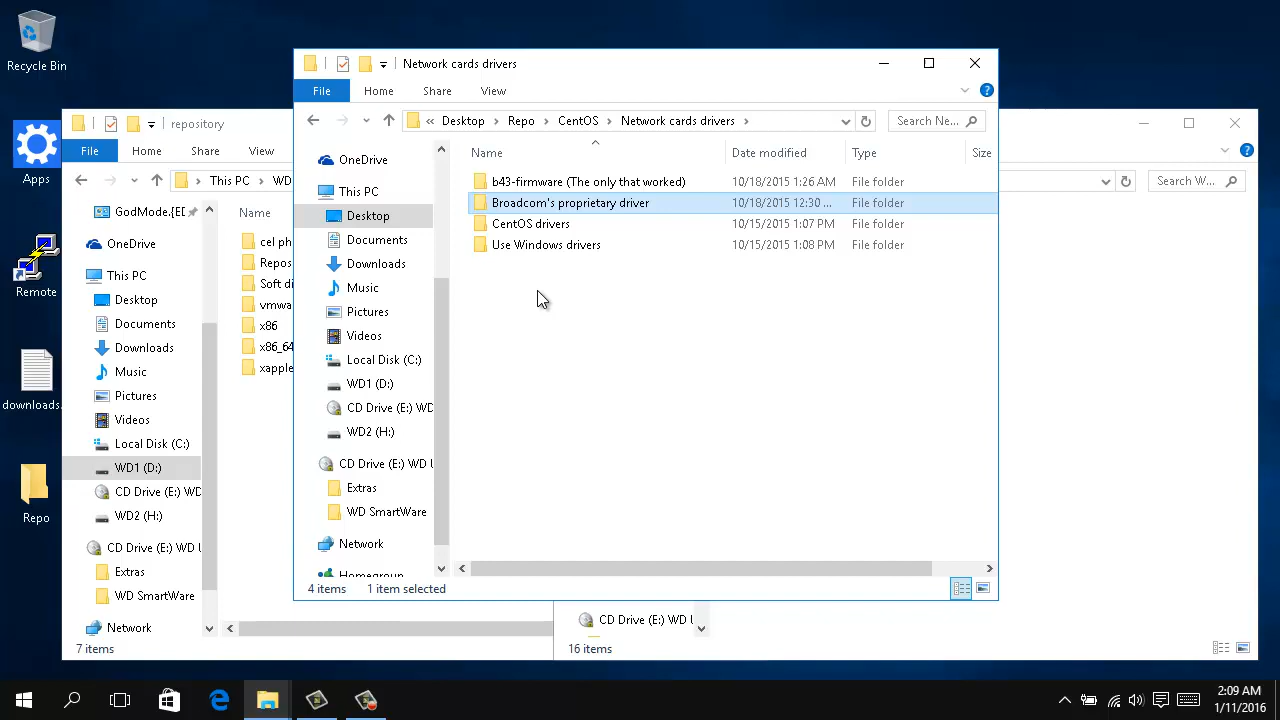 Recycle Bin
Apps
Remote
downloads.
Repo
repository
File
Home
Share
View
This PC
WD
GodMode.{EI
OneDrive
This PC
Desktop
Documents
Downloads
Music
Pictures
Videos
Local Disk (C:)
WD1 (D:)
CD Drive (E:) WD
WD2 (H:)
CD Drive (E:) WD U
Extras
WD SmartWare
Network
Name
cel ph
Repos
Soft di
vmwa
x86
x86_64
xapple
7 items
Network cards drivers
File
Home
Share
View
« Desktop > Repo > CentOS > Network cards drivers >
Search Ne...
OneDrive
This PC
Desktop
Documents
Downloads
Music
Pictures
Videos
Local Disk (C:)
WD1 (D:)
CD Drive (E:) WD
WD2 (H:)
CD Drive (E:) WD U
Extras
WD SmartWare
Network
Homegroup
Name Date modified Type Size
b43-firmware (The only that worked) 10/18/2015 1:26 AM File folder
Broadcom's proprietary driver 10/18/2015 12:30 ... File folder
CentOS drivers 10/15/2015 1:07 PM File folder
Use Windows drivers 10/15/2015 1:08 PM File folder
4 items 1 item selected
Search W...
CD Drive (E:) WD U
16 items
2:09 AM
1/11/2016